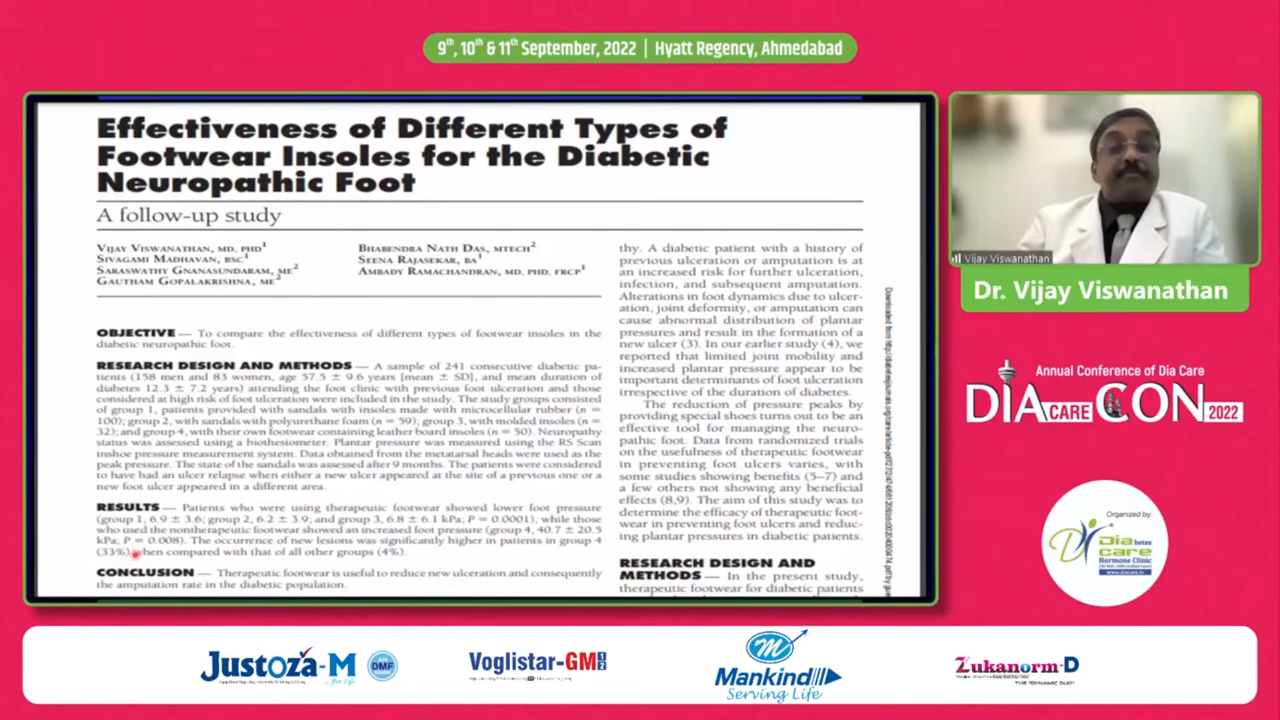 9th, 10th & 11th September, 2022 | Hyatt Regency, Ahmedabad
Effectiveness of Different Types of
Footwear Insoles for the Diabetic
Neuropathic Foot
A follow-up study
VIJAY VISWANATHAN, MD, PHD1
SIVAGAMI MADHAVAN, BSC1
SARASWATHY GNANASUNDARAM, ME2
GAUTHAM GOPALAKRISHNA, ME2
BHABENDRA NATH DAS, MTECH2
SEENA RAJASEKAR, BA1
AMBADY RAMACHANDRAN, MD, PHD, FRCP1
OBJECTIVE — To compare the effectiveness of different types of footwear insoles in the
diabetic neuropathic foot.
RESEARCH DESIGN AND METHODS — A sample of 241 consecutive diabetic pa-
tients (158 men and 83 women, age 57.5 ± 9.6 years [mean ± SD], and mean duration of
diabetes 12.3 ± 7.2 years) attending the foot clinic with previous foot ulceration and those
considered at high risk of foot ulceration were included in the study. The study groups consisted
of group 1, patients provided with sandals with insoles made with microcellular rubber (n =
100); group 2, with sandals with polyurethane foam (n = 59); group 3, with molded insoles (n =
32); and group 4, with their own footwear containing leather board insoles (n = 50). Neuropathy
status was assessed using a biothesiometer. Plantar pressure was measured using the RS Scan
inshoe pressure measurement system. Data obtained from the metatarsal heads were used as the
peak pressure. The state of the sandals was assessed after 9 months. The patients were considered
to have had an ulcer relapse when either a new ulcer appeared at the site of a previous one or a
new foot ulcer appeared in a different area.
RESULTS — Patients who were using therapeutic footwear showed lower foot pressure
(group 1, 6.9 ± 3.6; group 2, 6.2 ± 3.9; and group 3, 6.8 ± 6.1 kPa; P = 0.0001), while those
who used the nontherapeutic footwear showed an increased foot pressure (group 4, 40.7 ± 20.5
kPa; P = 0.008). The occurrence of new lesions was significantly higher in patients in group 4
(33%) when compared with that of all other groups (4%).
CONCLUSION — Therapeutic footwear is useful to reduce new ulceration and consequently
the amputation rate in the diabetic population.
thy. A diabetic patient with a history of
previous ulceration or amputation is at
an increased risk for further ulceration,
infection, and subsequent amputation.
Alterations in foot dynamics due to ulcer-
ation, joint deformity, or amputation can
cause abnormal distribution of plantar
pressures and result in the formation of a
new ulcer (3). In our earlier study (4), we
reported that limited joint mobility and
increased plantar pressure appear to be
important determinants of foot ulceration
irrespective of the duration of diabetes.
The reduction of pressure peaks by
providing special shoes turns out to be an
effective tool for managing the neuro-
pathic foot. Data from randomized trials
on the usefulness of therapeutic footwear
in preventing foot ulcers varies, with
some studies showing benefits (5–7) and
a few others not showing any beneficial
effects (8,9). The aim of this study was to
determine the efficacy of therapeutic foot-
wear in preventing foot ulcers and reduc-
ing plantar pressures in diabetic patients.
RESEARCH DESIGN AND
METHODS — In the present study,
therapeutic footwear for diabetic patients
Vijay Viswanathan
Dr. Vijay Viswanathan
Annual Conference of Dia Care
DIA CARE CON 2022
Organized by:
Diabetes
care
Hormone Clinic
JUSTOZA-M
... for Life
DMF
Voglistar-GM
Mankind
Serving Life
Zukanorm-D
THE "DYNAMIC DUO"